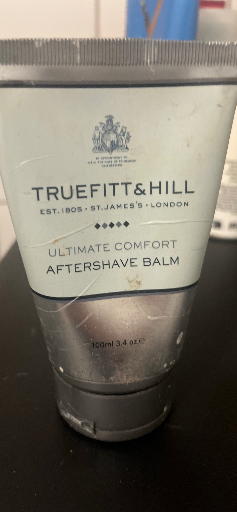 TRUEFITT&HILL
EST. 1805 · ST. JAMES'S · LONDON
ULTIMATE COMFORT
AFTERSHAVE BALM
100ml 3.4 oz. e